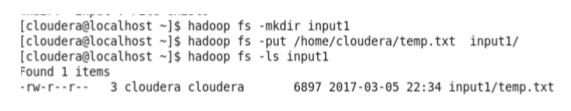 [cloudera@localhost ~]$ hadoop fs -mkdir input1
[cloudera@localhost ~]$ hadoop fs -put /home/cloudera/temp.txt  input1/
[cloudera@localhost ~]$ hadoop fs -ls input1
Found 1 items
-rw-r--r--   3 cloudera cloudera       6897 2017-03-05 22:34 input1/temp.txt